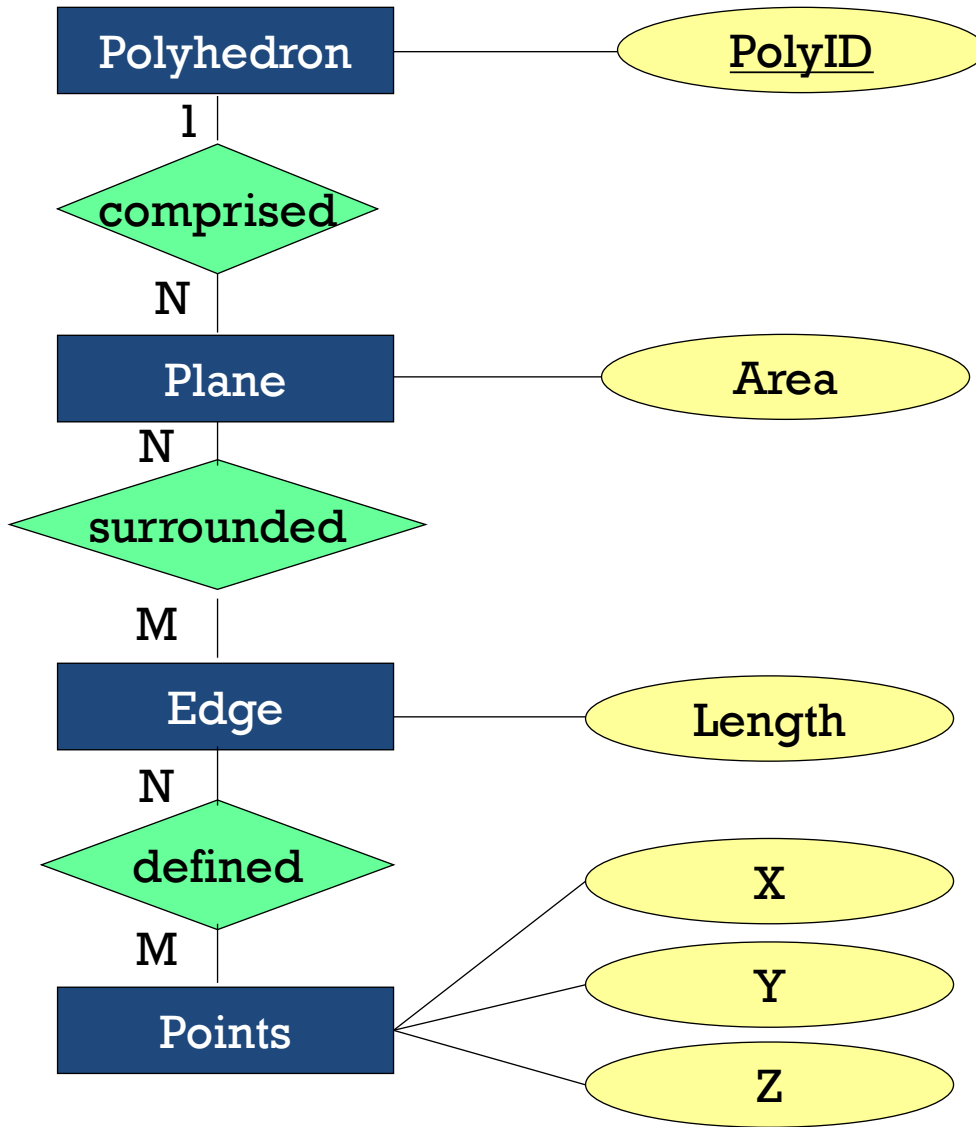 Polyhedron
PolyID
1
comprised
N
Plane
Area
N
surrounded
M
Edge
Length
N
defined
M
Points
X
Y
Z